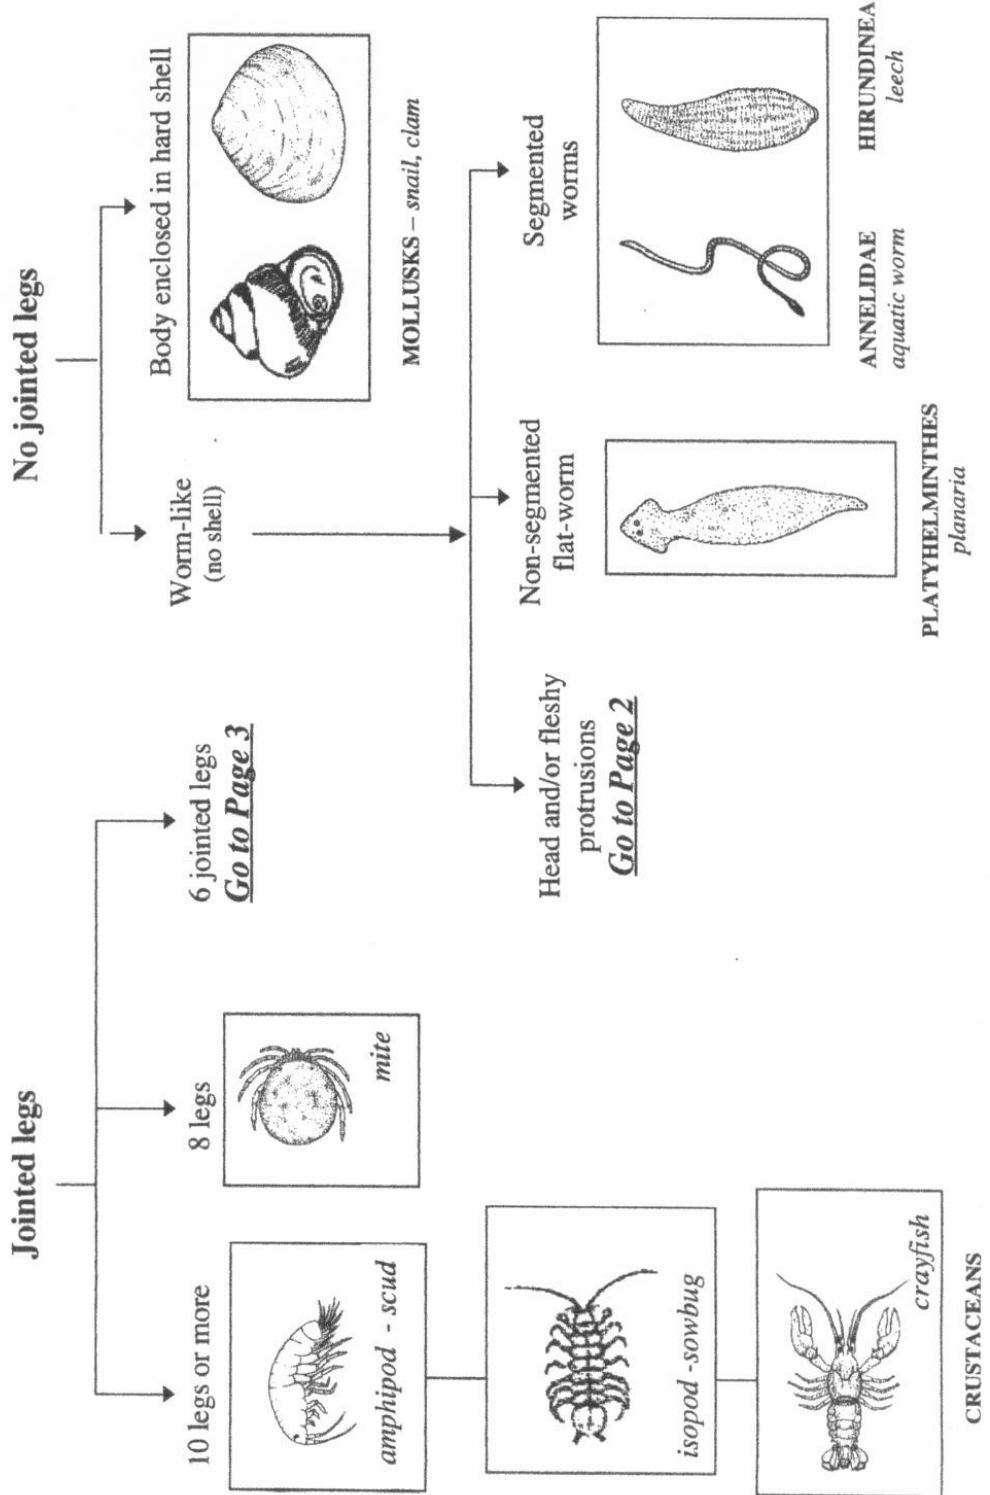 Jointed legs
10 legs or more
amphipod - scud
isopod -sowbug
crayfish
CRUSTACEANS
8 legs
mite
6 jointed legs
Go to Page 3
No jointed legs
Worm-like
(no shell)
Body enclosed in hard shell
MOLLUSKS – snail, clam
Head and/or fleshy
protrusions
Go to Page 2
Non-segmented
flat-worm
PLATYHELMINTHES
planaria
Segmented
worms
ANNELIDAE
aquatic worm
HIRUNDINEA
leech